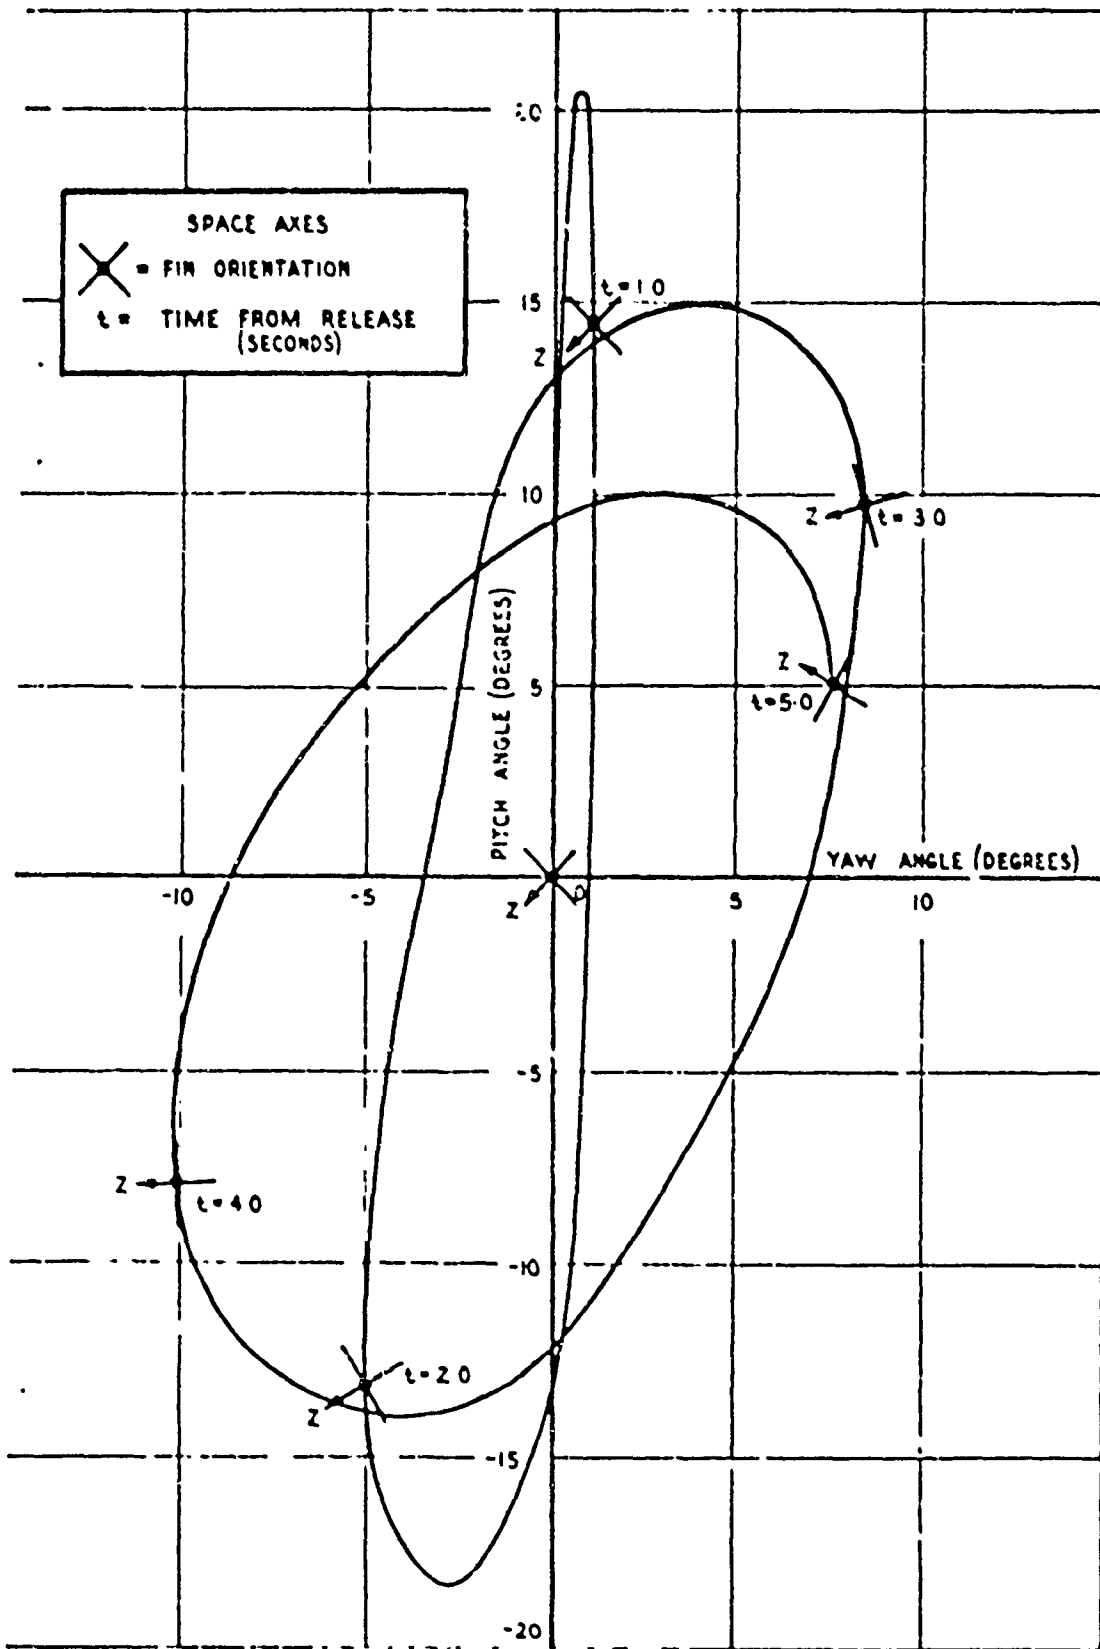 20
SPACE AXES
= FIN ORIENTATION
t = TIME FROM RELEASE
(SECONDS)
t=1.0
15
Z
10
Z
t=3.0
PITCH ANGLE (DEGREES)
Z
5
t=5.0
YAW ANGLE (DEGREES)
-10
-5
Z
5
10
-5
Z
t=4.0
-10
t=2.0
Z
-15
-20